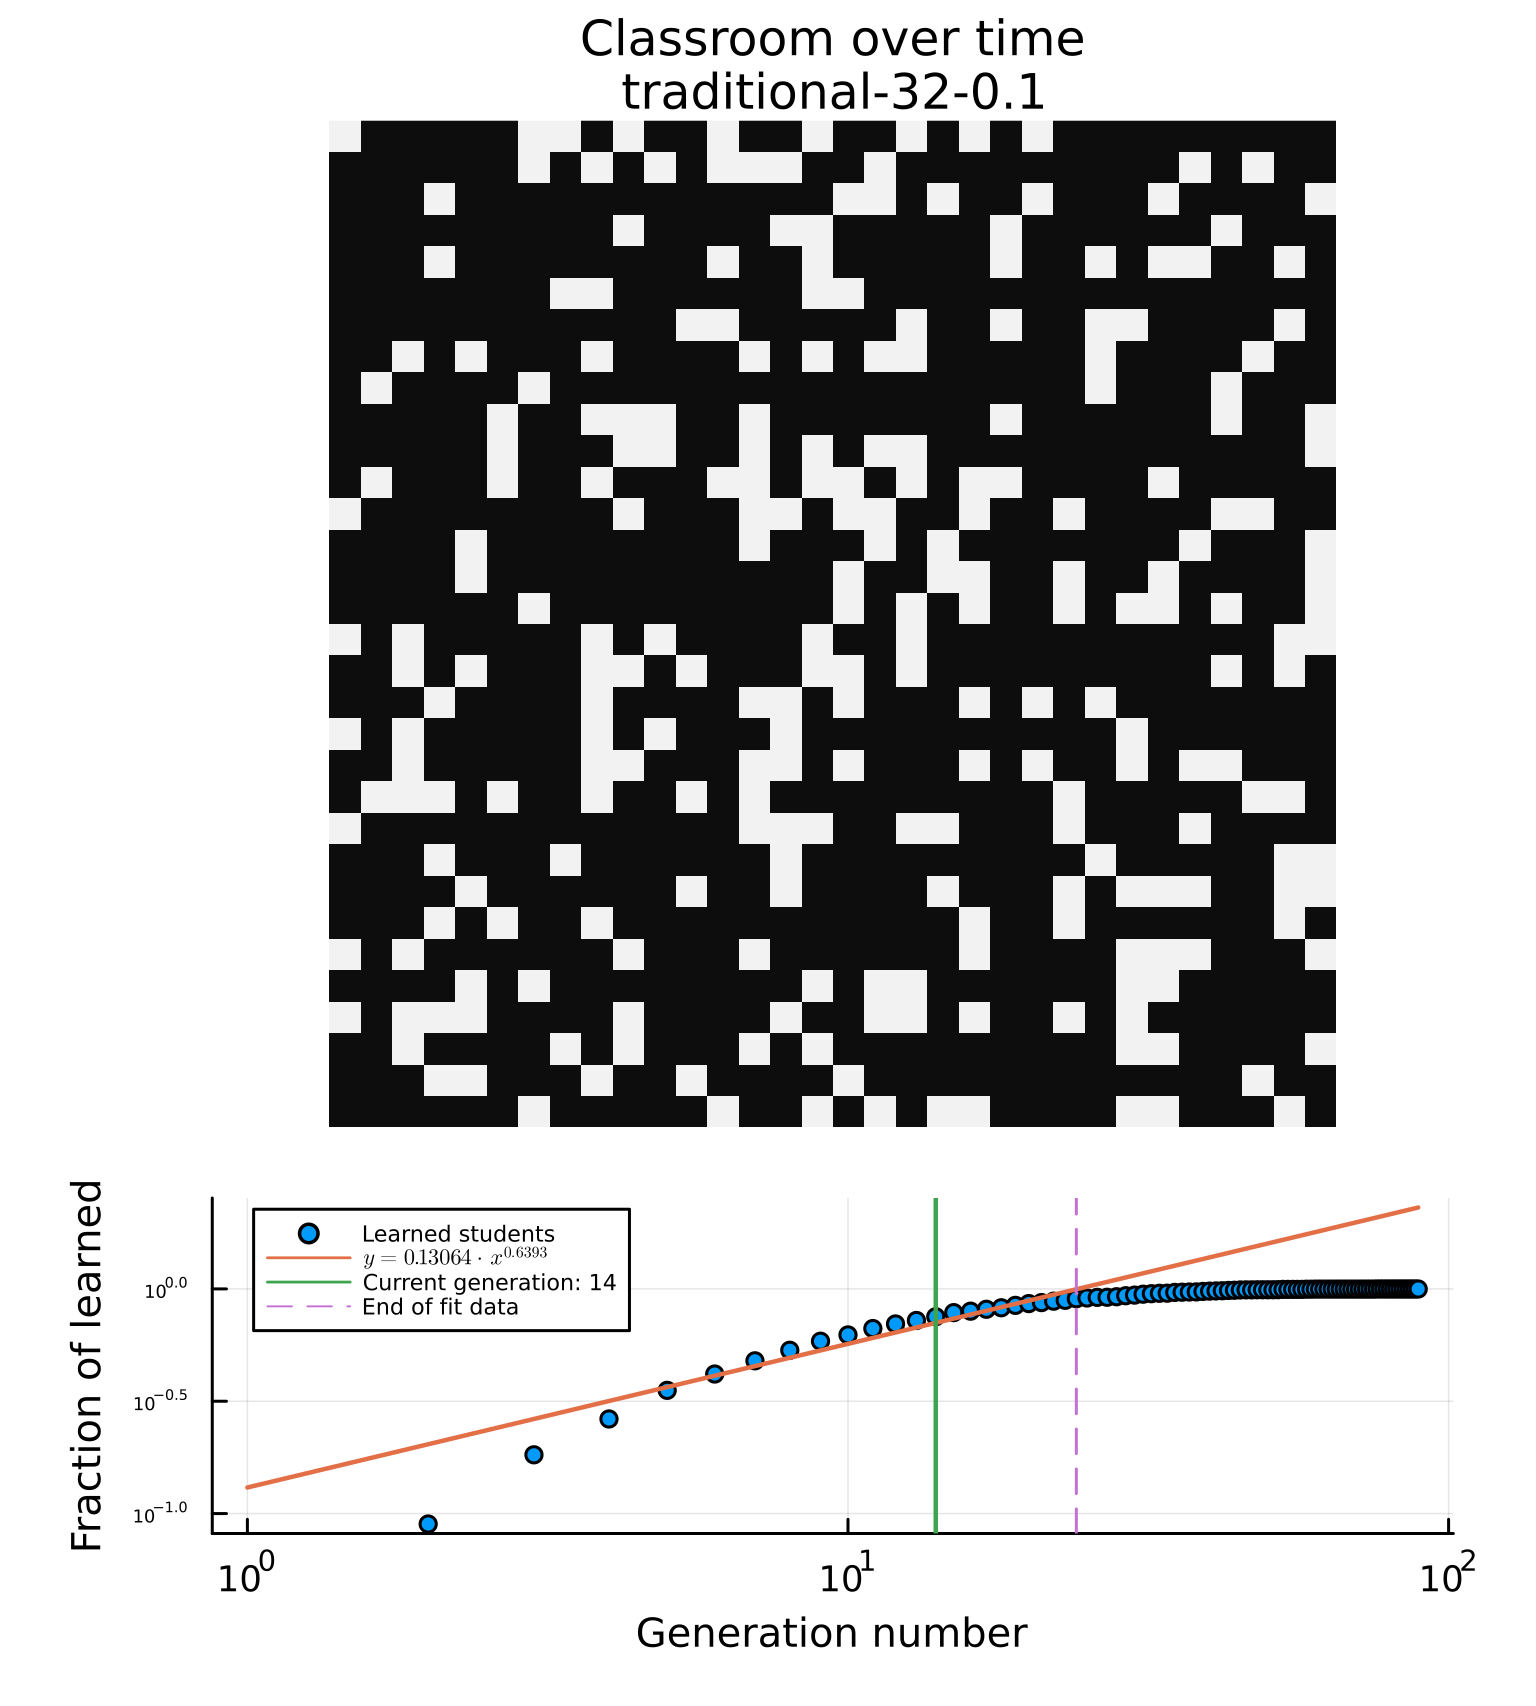 Classroom over time
traditional-32-0.1
Fraction of learned
Learned students
y = 0.13064 · x^0.6393
Current generation: 14
End of fit data
10^0.0
10^−0.5
10^−1.0
10^0 10^1 10^2
Generation number